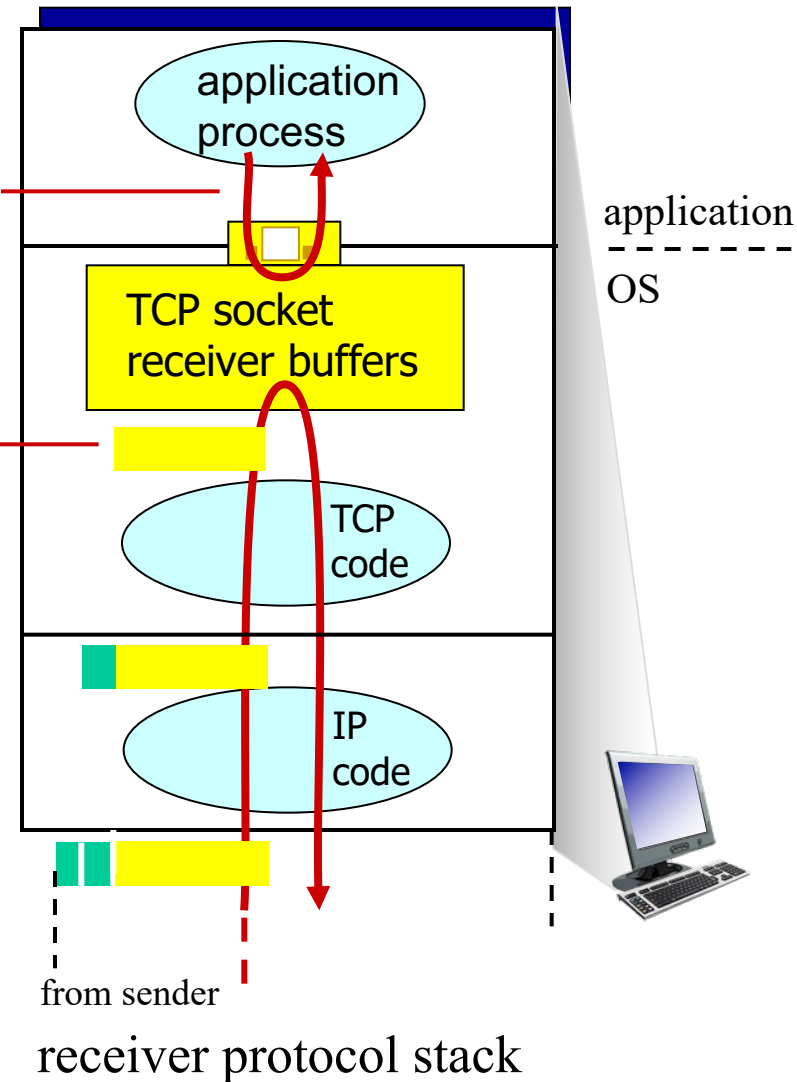 application
process
application
OS
TCP socket
receiver buffers
TCP
code
IP
code
from sender
receiver protocol stack